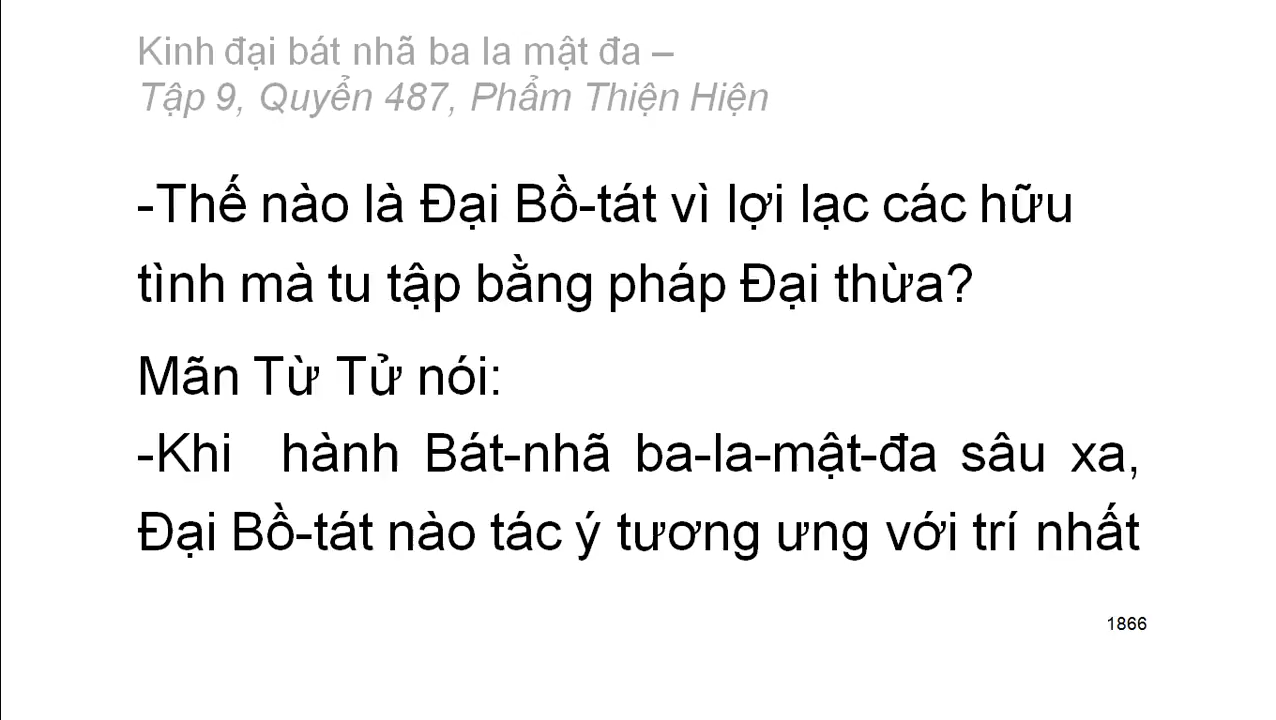 Kinh đại bát nhã ba la mật đa –
Tập 9, Quyển 487, Phẩm Thiện Hiện
-Thế nào là Đại Bồ-tát vì lợi lạc các hữu
tình mà tu tập bằng pháp Đại thừa?
Mãn Từ Tử nói:
-Khi hành Bát-nhã ba-la-mật-đa sâu xa,
Đại Bồ-tát nào tác ý tương ưng với trí nhất
1866